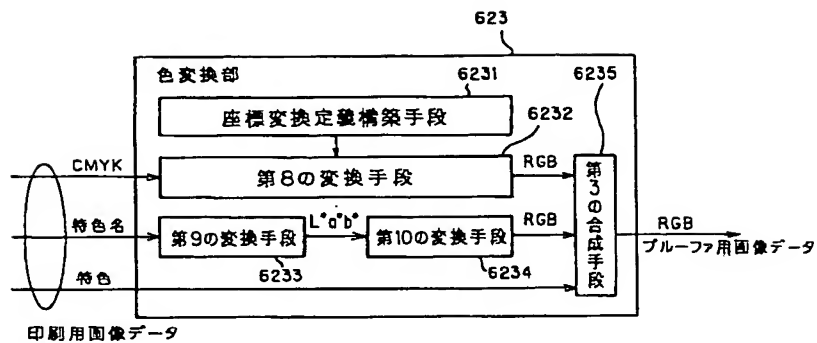 623
色変換部
6231
6235
座標変換定義構築手段
6232
CMYK
第8の変換手段
RGB
第3の合成手段
特色名
第9の変換手段
L*a*b*
第10の変換手段
RGB
RGB
プルーファ用画像データ
6233
6234
特色
印刷用画像データ